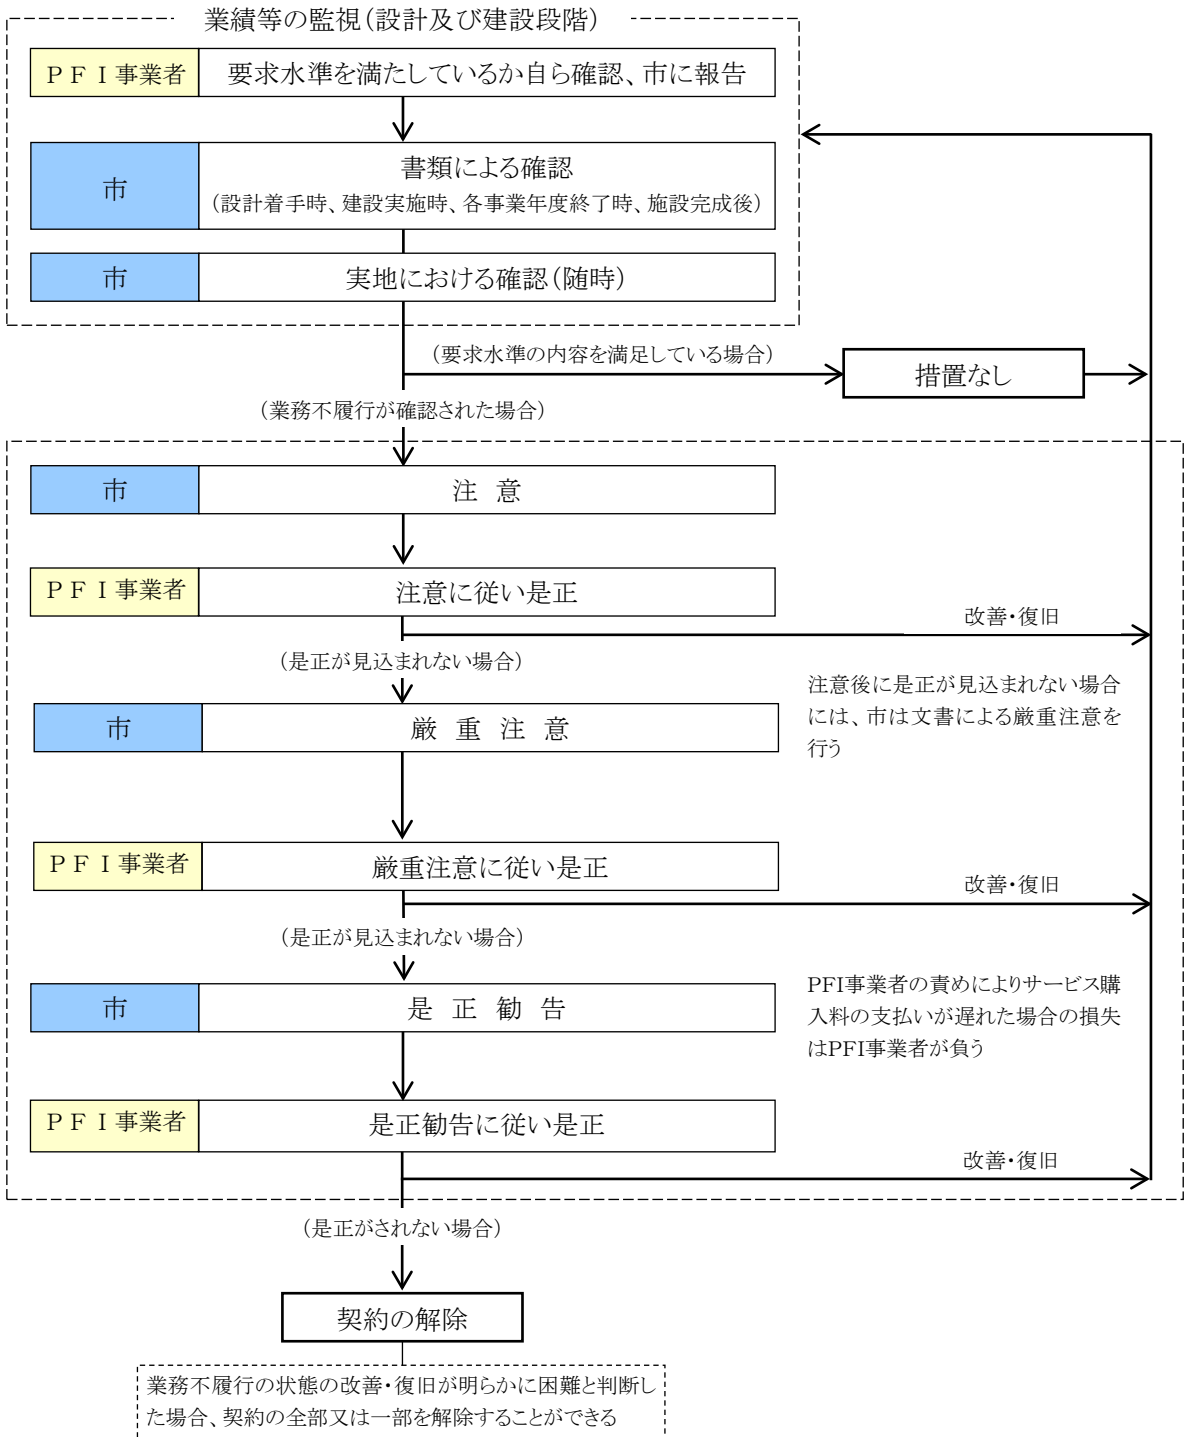 業績等の監視(設計及び建設段階)
PFI事業者
要求水準を満たしているか自ら確認、市に報告
市
書類による確認
(設計着手時、建設実施時、各事業年度終了時、施設完成後)
市
実地における確認(随時)
(要求水準の内容を満足している場合)
措置なし
(業務不履行が確認された場合)
市
注 意
PFI事業者
注意に従い是正
改善・復旧
(是正が見込まれない場合)
注意後に是正が見込まれない場合
には、市は文書による厳重注意を
行う
市
厳 重 注 意
PFI事業者
厳重注意に従い是正
改善・復旧
(是正が見込まれない場合)
PFI事業者の責めによりサービス購
入料の支払いが遅れた場合の損失
はPFI事業者が負う
市
是 正 勧 告
PFI事業者
是正勧告に従い是正
改善・復旧
(是正がされない場合)
契約の解除
業務不履行の状態の改善・復旧が明らかに困難と判断し
た場合、契約の全部又は一部を解除することができる